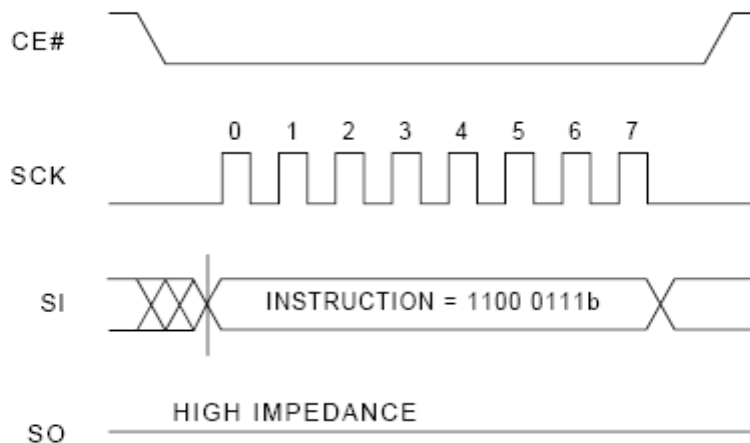 CE#
0 1 2 3 4 5 6 7
SCK
SI INSTRUCTION = 1100 0111b
HIGH IMPEDANCE
SO